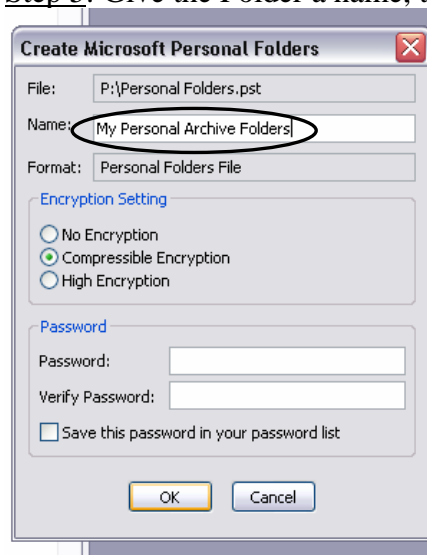 Step 3: Give the Folder a name, t
Create Microsoft Personal Folders
File: P:\Personal Folders.pst
Name: My Personal Archive Folders
Format: Personal Folders File
Encryption Setting
No Encryption
Compressible Encryption
High Encryption
Password
Password:
Verify Password:
Save this password in your password list
OK Cancel